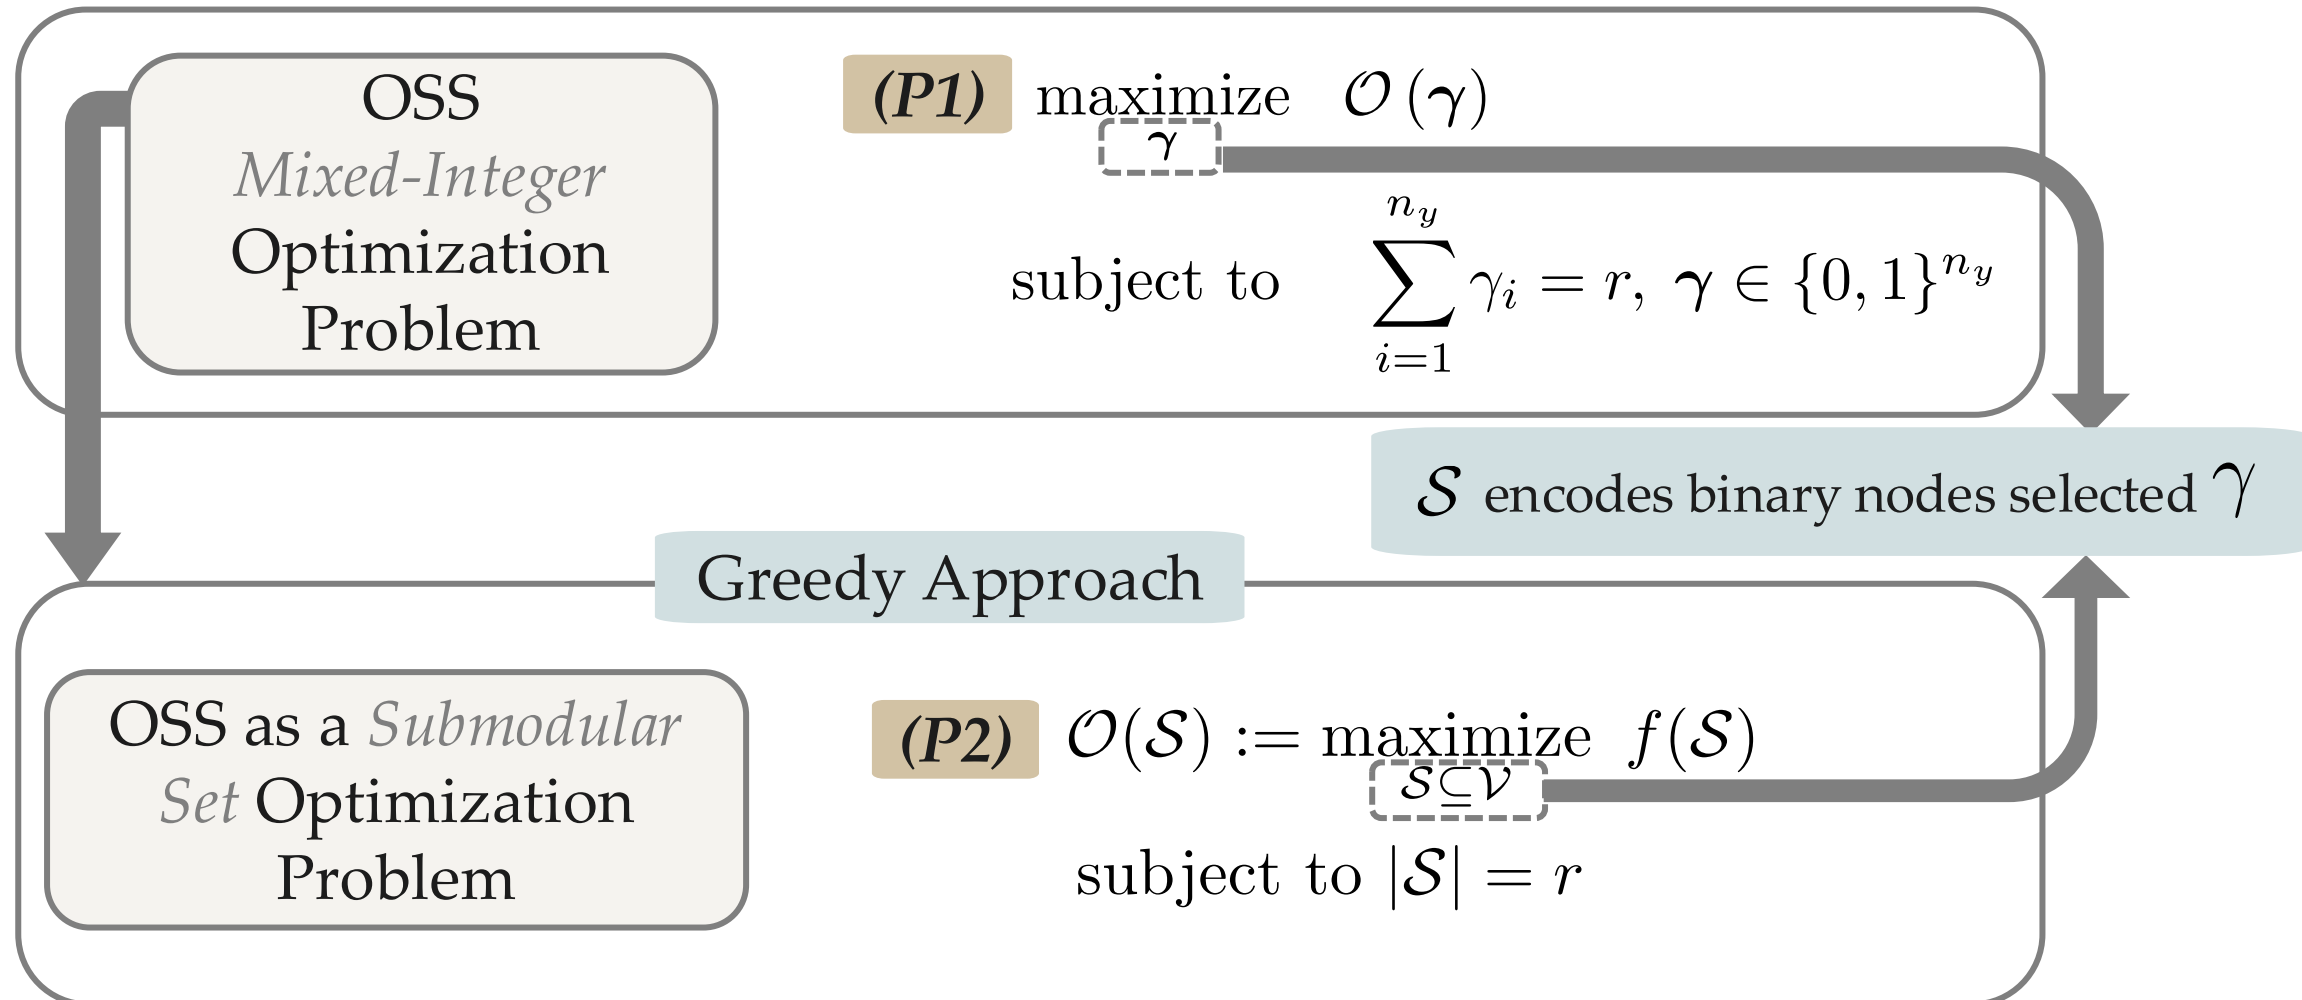 OSS
Mixed-Integer
Optimization
Problem
(P1) maximize 𝒪(𝜸)
𝜸
subject to ∑_{i=1}^{n_y} γ_i = r, 𝜸 ∈ {0, 1}^{n_y}
𝒮 encodes binary nodes selected γ
Greedy Approach
OSS as a Submodular
Set Optimization
Problem
(P2) 𝒪(𝒮) := maximize f(𝒮)
𝒮⊆𝒱
subject to |𝒮| = r